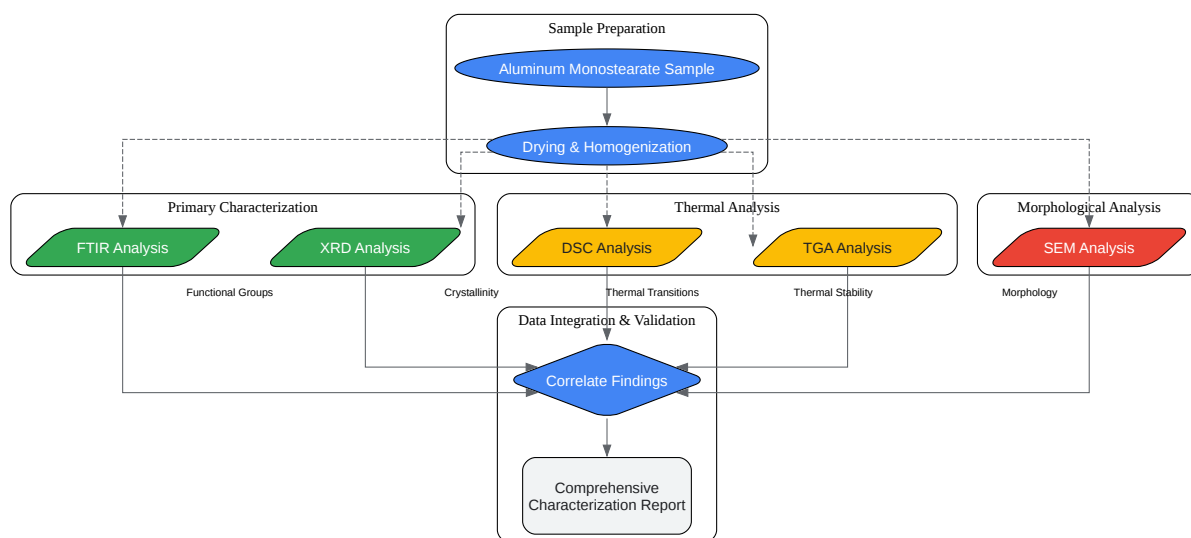 Sample Preparation
Aluminum Monostearate Sample
Drying & Homogenization
Primary Characterization
Thermal Analysis
Morphological Analysis
FTIR Analysis
XRD Analysis
DSC Analysis
TGA Analysis
SEM Analysis
Functional Groups
Crystallinity
Thermal Transitions
Thermal Stability
Morphology
Data Integration & Validation
Correlate Findings
Comprehensive
Characterization Report